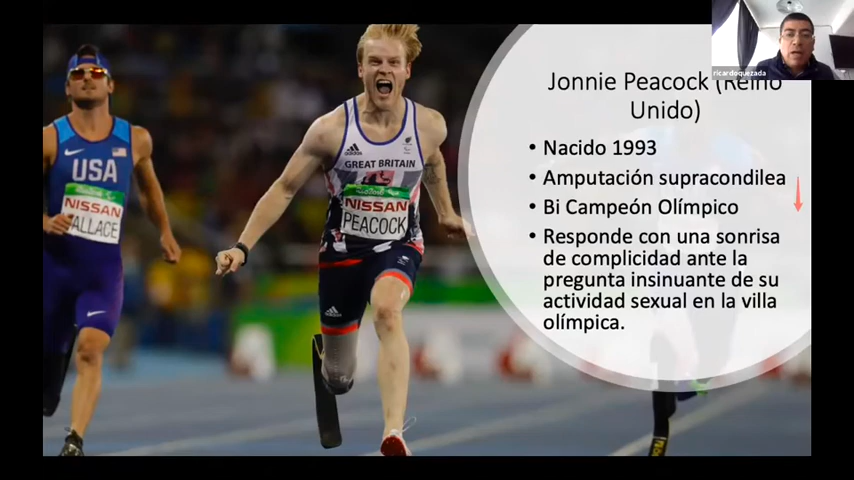 ricardoquezada
Jonnie Peacock (Reino
Unido)
• Nacido 1993
• Amputación supracondilea
• Bi Campeón Olímpico
• Responde con una sonrisa
de complicidad ante la
pregunta insinuante de su
actividad sexual en la villa
olímpica.
USA
NISSAN
ALLACE
adidas
GREAT BRITAIN
NISSAN
PEACOCK